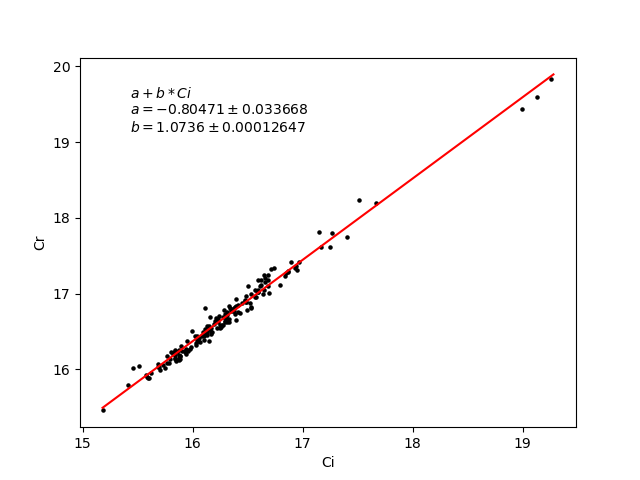 20
a + b * Ci
a = −0.80471 ± 0.033668
b = 1.0736 ± 0.00012647
19
18
Cr
17
16
15 16 17 18 19
Ci